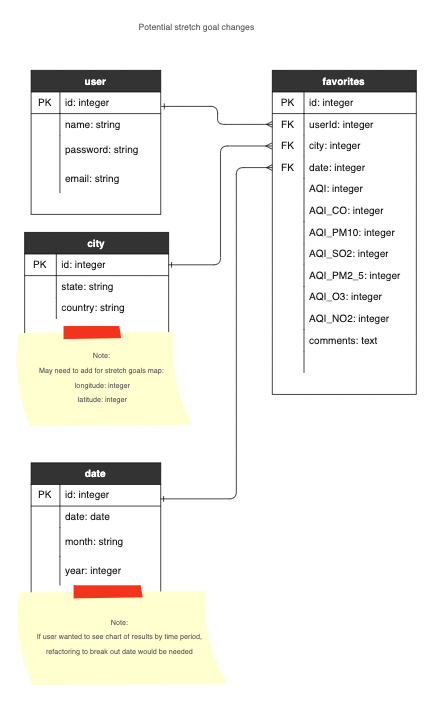 Potential stretch goal changes
user
PK id: integer
name: string
password: string
email: string
favorites
PK id: integer
FK userId: integer
FK city: integer
FK date: integer
AQI: integer
AQI_CO: integer
AQI_PM10: integer
AQI_SO2: integer
AQI_PM2_5: integer
AQI_O3: integer
AQI_NO2: integer
comments: text
city
PK id: integer
state: string
country: string
Note:
May need to add for stretch goals map:
longitude: integer
latitude: integer
date
PK id: integer
date: date
month: string
year: integer
Note:
If user wanted to see chart of results by time period,
refactoring to break out date would be needed